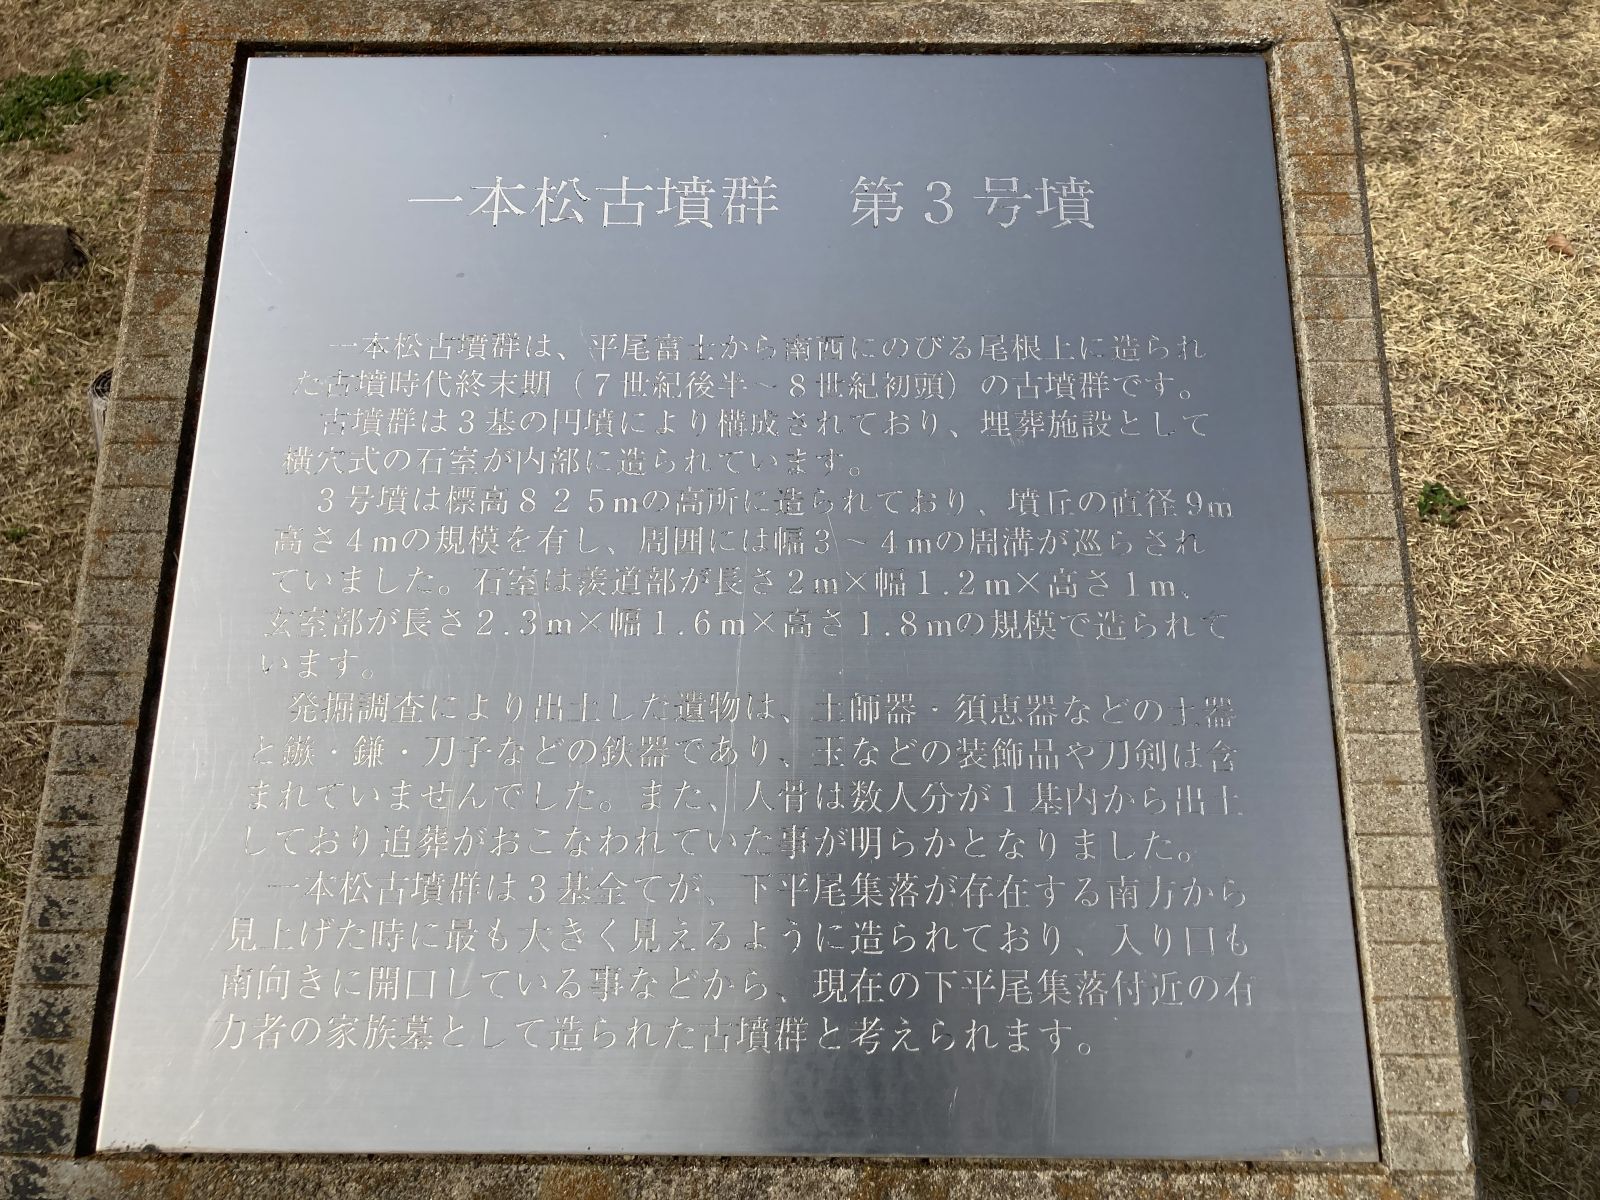 一本松古墳群　第３号墳
一本松古墳群は、平尾富士から南西にのびる尾根上に造られ
た古墳時代終末期（７世紀後半～８世紀初頭）の古墳群です。
古墳群は３基の円墳により構成されており、埋葬施設として
横穴式の石室が内部に造られています。
３号墳は標高８２５ｍの高所に造られており、墳丘の直径９ｍ
高さ４ｍの規模を有し、周囲には幅３～４ｍの周溝が巡らされ
ていました。石室は羨道部が長さ２ｍ×幅１.２ｍ×高さ１ｍ、
玄室部が長さ２.３ｍ×幅１.６ｍ×高さ１.８ｍの規模で造られて
います。
発掘調査により出土した遺物は、土師器・須恵器などの土器
と鏃・鎌・刀子などの鉄器であり、玉などの装飾品や刀剣は含
まれていませんでした。また、人骨は数人分が１基内から出土
しており追葬がおこなわれていた事が明らかとなりました。
一本松古墳群は３基全てが、下平尾集落が存在する南方から
見上げた時に最も大きく見えるように造られており、入り口も
南向きに開口している事などから、現在の下平尾集落付近の有
力者の家族墓として造られた古墳群と考えられます。